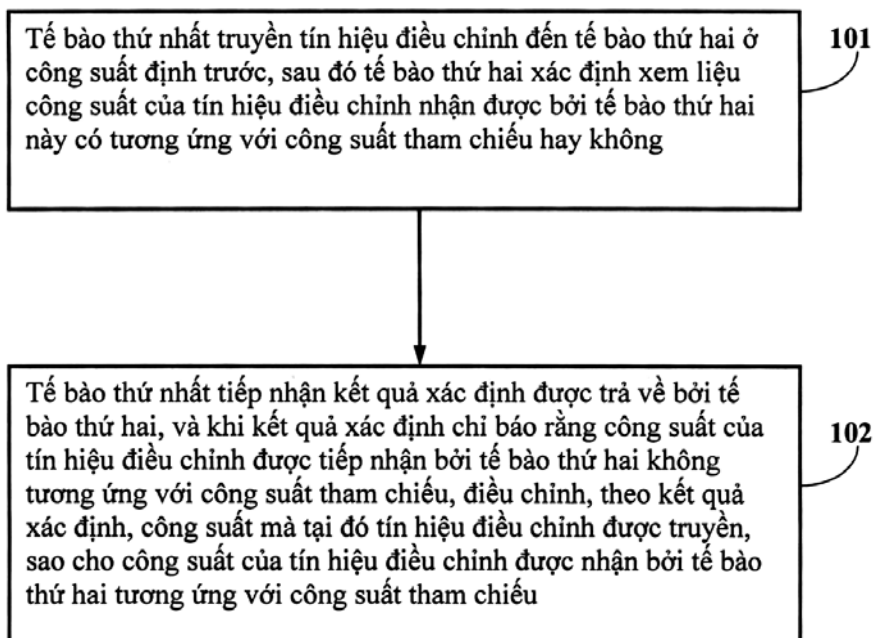 Tế bào thứ nhất truyền tín hiệu điều chỉnh đến tế bào thứ hai ở
công suất định trước, sau đó tế bào thứ hai xác định xem liệu
công suất của tín hiệu điều chỉnh nhận được bởi tế bào thứ hai
này có tương ứng với công suất tham chiếu hay không
101
Tế bào thứ nhất tiếp nhận kết quả xác định được trả về bởi tế
bào thứ hai, và khi kết quả xác định chỉ báo rằng công suất của
tín hiệu điều chỉnh được tiếp nhận bởi tế bào thứ hai không
tương ứng với công suất tham chiếu, điều chỉnh, theo kết quả
xác định, công suất mà tại đó tín hiệu điều chỉnh được truyền,
sao cho công suất của tín hiệu điều chỉnh được nhận bởi tế bào
thứ hai tương ứng với công suất tham chiếu
102